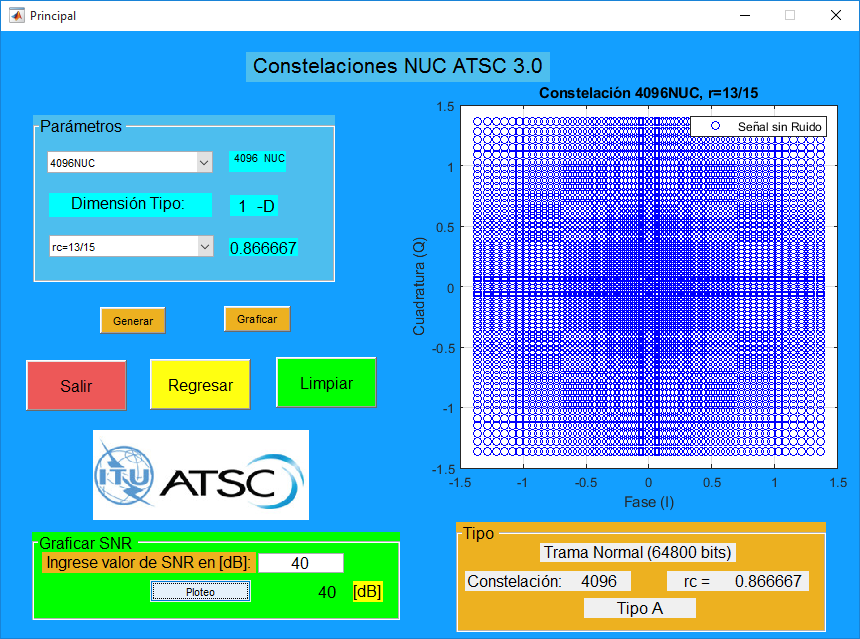 Principal
Constelaciones NUC ATSC 3.0
Parámetros
4096NUC
4096 NUC
Dimensión Tipo:
1 -D
rc=13/15
0.866667
Generar
Graficar
Salir
Regresar
Limpiar
ITU
ATSC
Graficar SNR
Ingrese valor de SNR en [dB]:
40
Ploteo
40
[dB]
Constelación 4096NUC, r=13/15
Señal sin Ruido
Cuadratura (Q)
1.5
1
0.5
0
-0.5
-1
-1.5
-1.5 -1 -0.5 0 0.5 1 1.5
Fase (I)
Tipo
Trama Normal (64800 bits)
Constelación: 4096
rc = 0.866667
Tipo A